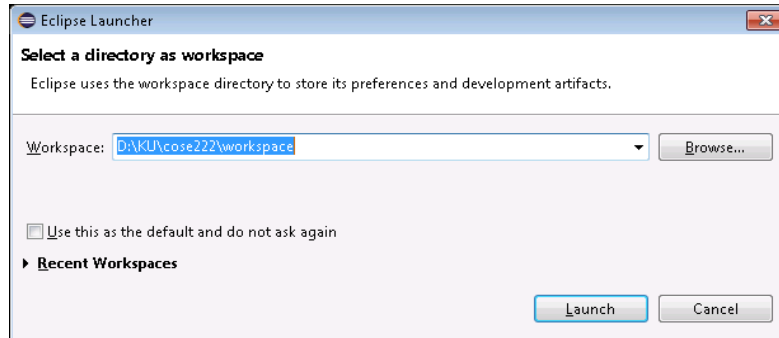 Eclipse Launcher
Select a directory as workspace
Eclipse uses the workspace directory to store its preferences and development artifacts.
Workspace: D:\KU\cose222\workspace Browse...
Use this as the default and do not ask again
Recent Workspaces
Launch Cancel